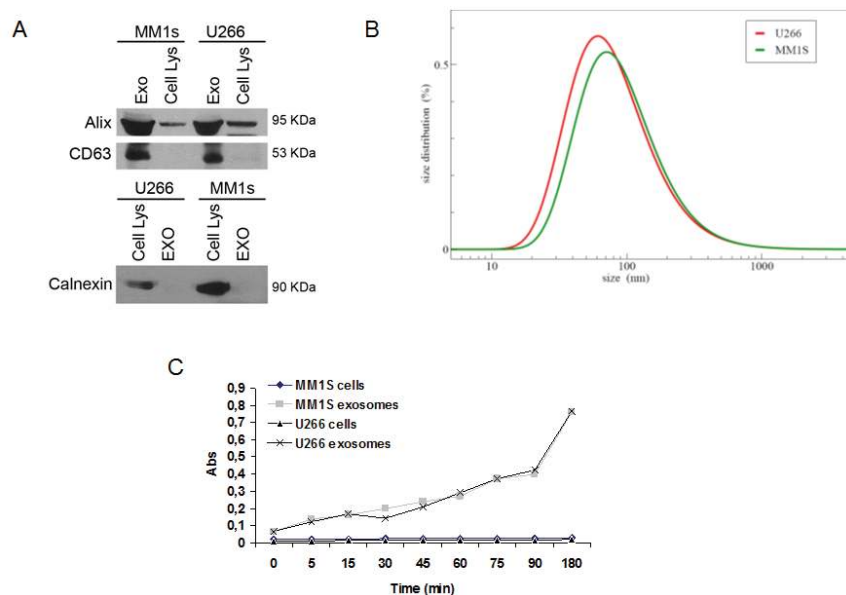 A
MM1s U266
Exo Cell Lys Exo Cell Lys
Alix 95 KDa
CD63 53 KDa
U266 MM1s
Cell Lys EXO Cell Lys EXO
Calnexin 90 KDa
B
U266
MM1S
size distribution (%)
0.5
0
10 100 1000
size (nm)
C
MM1S cells
MM1S exosomes
U266 cells
U266 exosomes
Abs
0,9
0,8
0,7
0,6
0,5
0,4
0,3
0,2
0,1
0
0 5 15 30 45 60 75 90 180
Time (min)